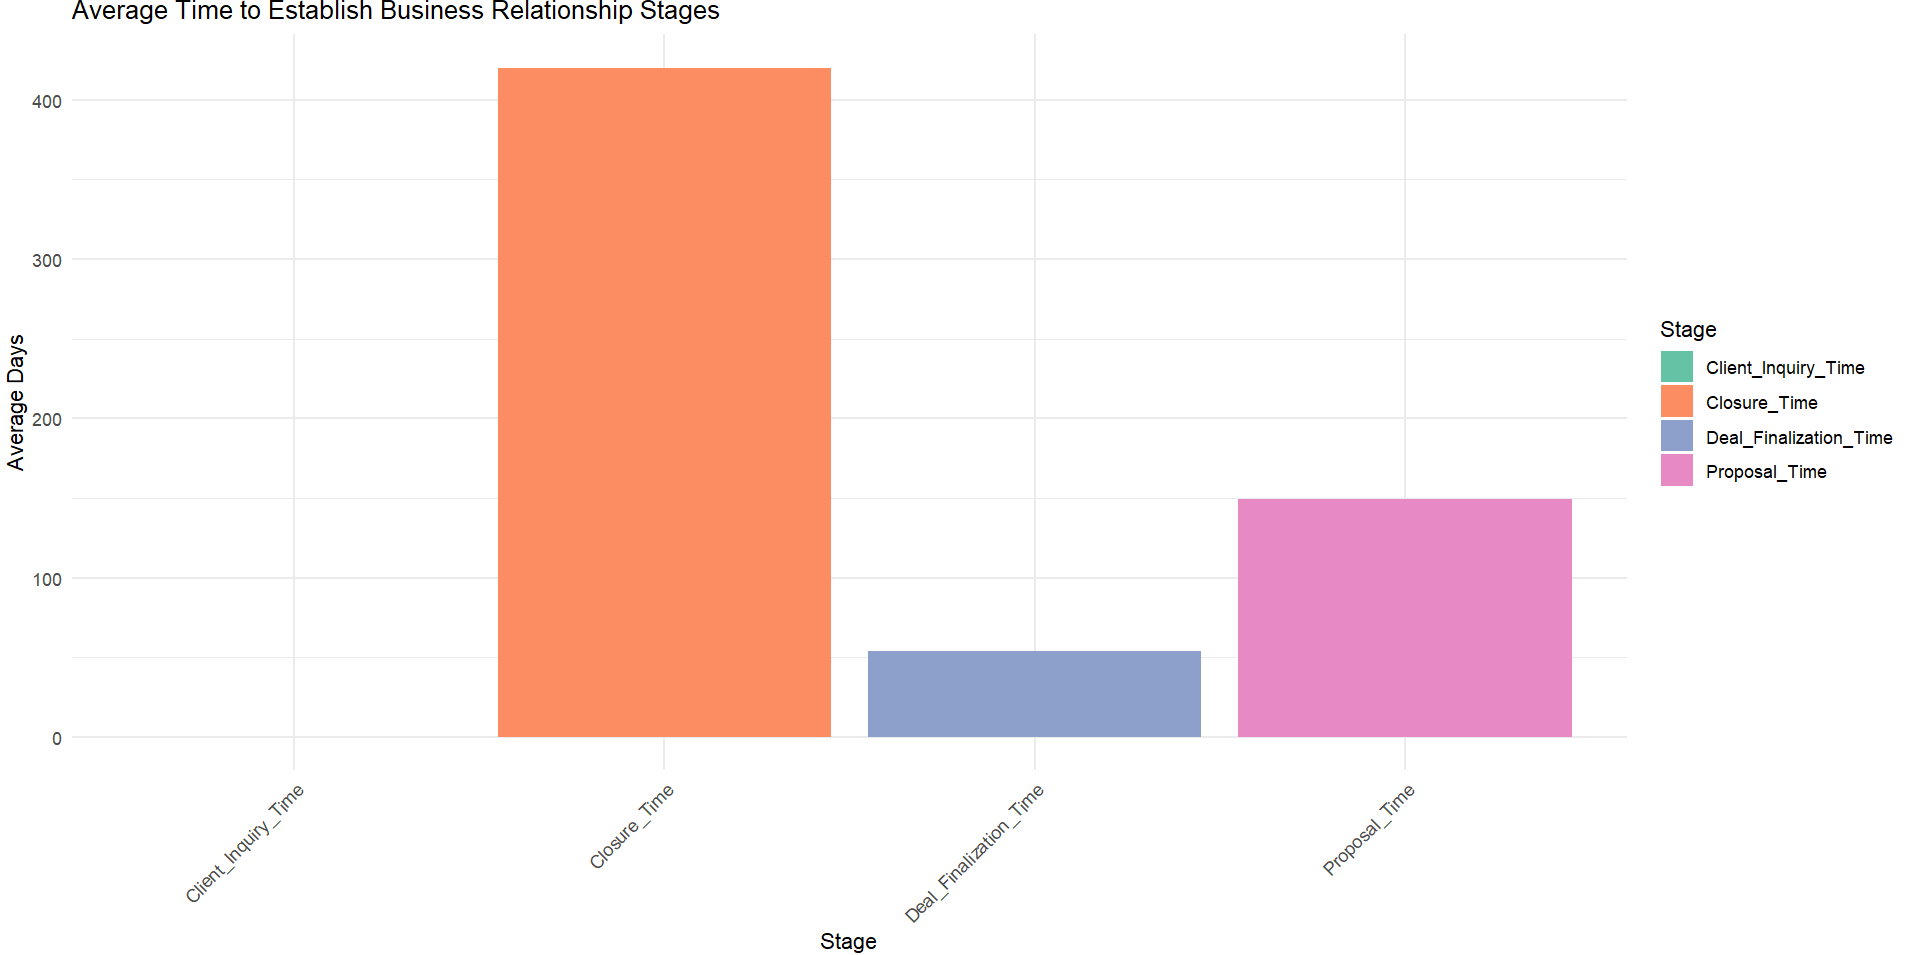 Average Time to Establish Business Relationship Stages
Average Days
400
300
200
100
0
Client_Inquiry_Time
Closure_Time
Deal_Finalization_Time
Proposal_Time
Stage
Stage
Client_Inquiry_Time
Closure_Time
Deal_Finalization_Time
Proposal_Time